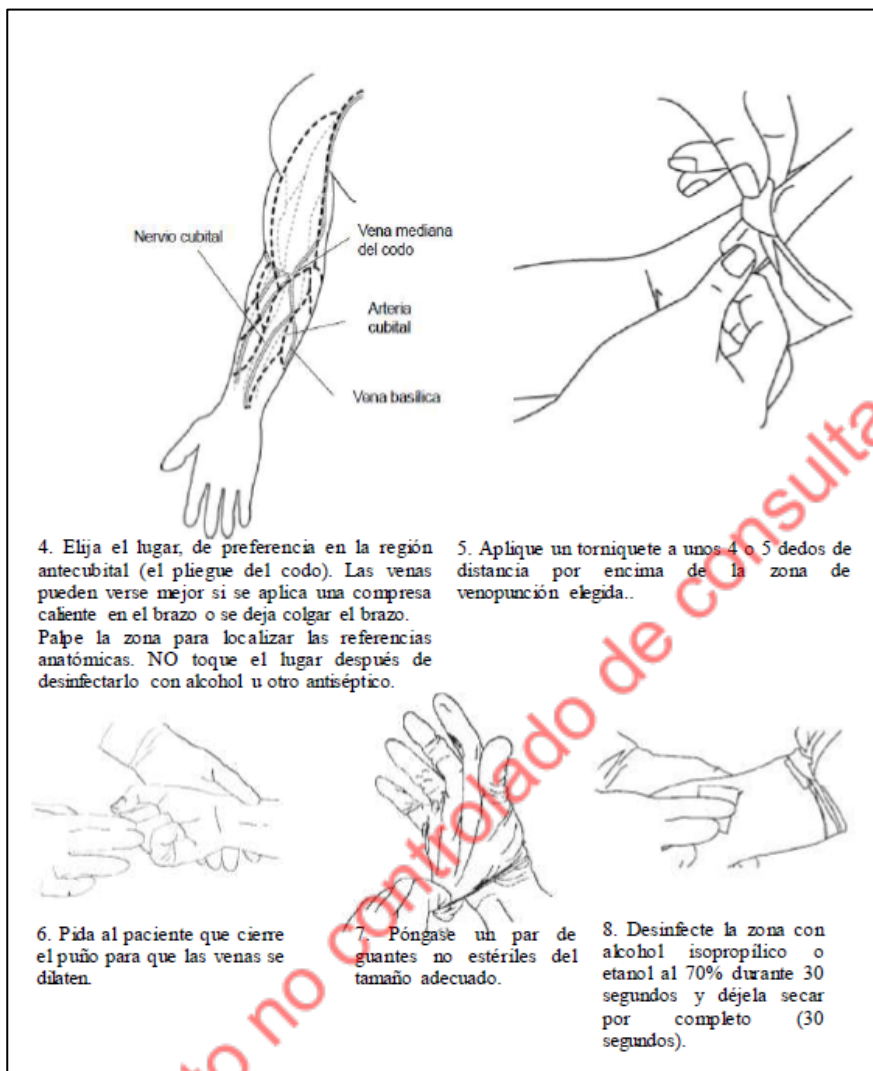 Nervio cubital
Vena mediana
del codo
Arteria
cubital
Vena basílica
4. Elija el lugar, de preferencia en la región
antecubital (el pliegue del codo). Las venas
pueden verse mejor si se aplica una compresa
caliente en el brazo o se deja colgar el brazo.
Palpe la zona para localizar las referencias
anatómicas. NO toque el lugar después de
desinfectarlo con alcohol u otro antiséptico.
5. Aplique un torniquete a unos 4 o 5 dedos de
distancia por encima de la zona de
venopunción elegida..
6. Pida al paciente que cierre
el puño para que las venas se
dilaten.
7. Póngase un par de
guantes no estériles del
tamaño adecuado.
8. Desinfecte la zona con
alcohol isopropílico o
etanol al 70% durante 30
segundos y déjela secar
por completo (30
segundos).
no controlado de consulta